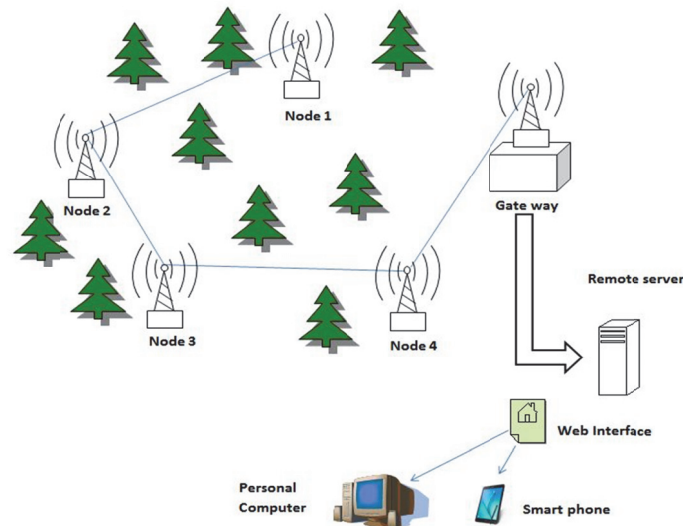 Node 1
Node 2
Gate way
Remote server
Node 3
Node 4
Web Interface
Personal
Computer
Smart phone